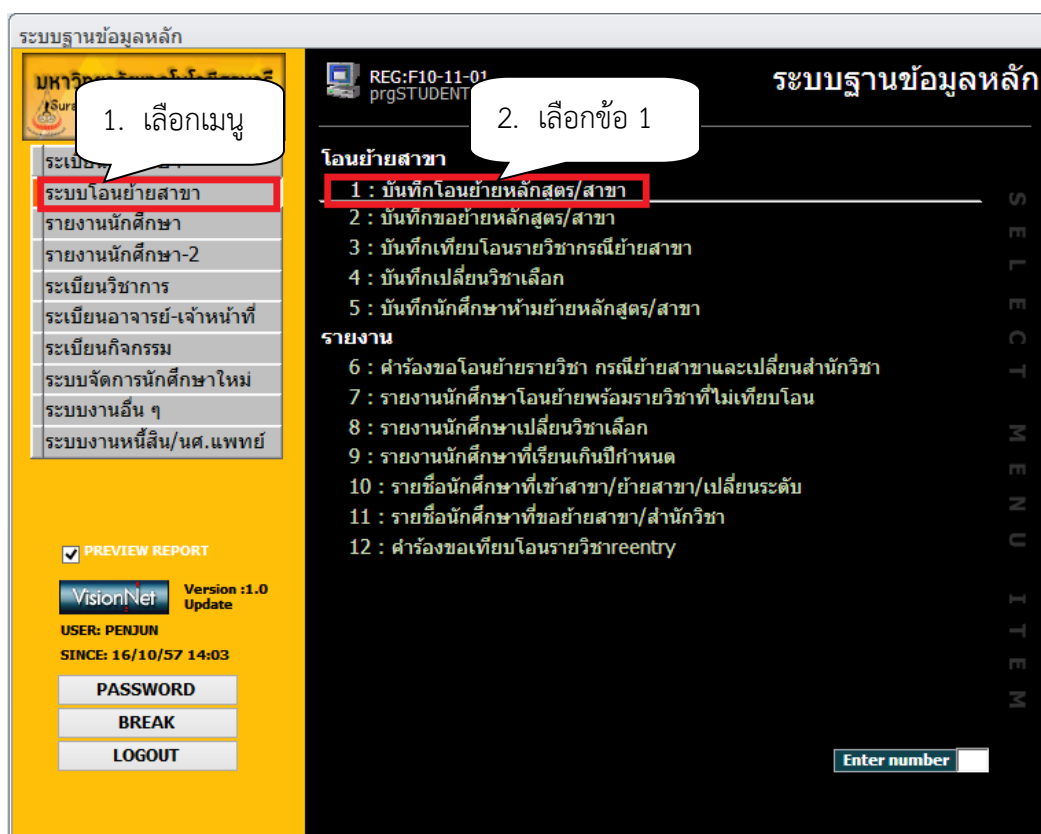 ระบบฐานข้อมูลหลัก
1. เลือกเมนู
REG:F10-11-01
prgSTUDENT
ระบบฐานข้อมูลหลัก
2. เลือกข้อ 1
ระบบโอนย้ายสาขา
รายงานนักศึกษา
รายงานนักศึกษา-2
ระเบียนวิชาการ
ระเบียนอาจารย์-เจ้าหน้าที่
ระเบียนกิจกรรม
ระบบจัดการนักศึกษาใหม่
ระบบงานอื่น ๆ
ระบบงานหนี้สิน/นศ.แพทย์
PREVIEW REPORT
VisionNet
Version :1.0
Update
USER: PENJUN
SINCE: 16/10/57 14:03
PASSWORD
BREAK
LOGOUT
โอนย้ายสาขา
1 : บันทึกโอนย้ายหลักสูตร/สาขา
2 : บันทึกขอย้ายหลักสูตร/สาขา
3 : บันทึกเทียบโอนรายวิชากรณีย้ายสาขา
4 : บันทึกเปลี่ยนวิชาเลือก
5 : บันทึกนักศึกษาห้ามย้ายหลักสูตร/สาขา
รายงาน
6 : คำร้องขอโอนย้ายรายวิชา กรณีย้ายสาขาและเปลี่ยนสำนักวิชา
7 : รายงานนักศึกษาโอนย้ายพร้อมรายวิชาที่ไม่เทียบโอน
8 : รายงานนักศึกษาเปลี่ยนวิชาเลือก
9 : รายงานนักศึกษาที่เรียนเกินปีกำหนด
10 : รายชื่อนักศึกษาที่เข้าสาขา/ย้ายสาขา/เปลี่ยนระดับ
11 : รายชื่อนักศึกษาที่ขอย้ายสาขา/สำนักวิชา
12 : คำร้องขอเทียบโอนรายวิชาreentry
SELECT MENU ITEM
Enter number